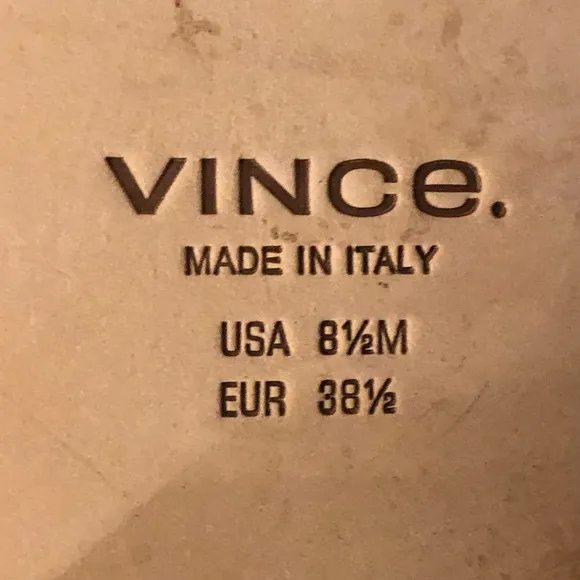 VINCe.
MADE IN ITALY
USA 8½M
EUR 38½